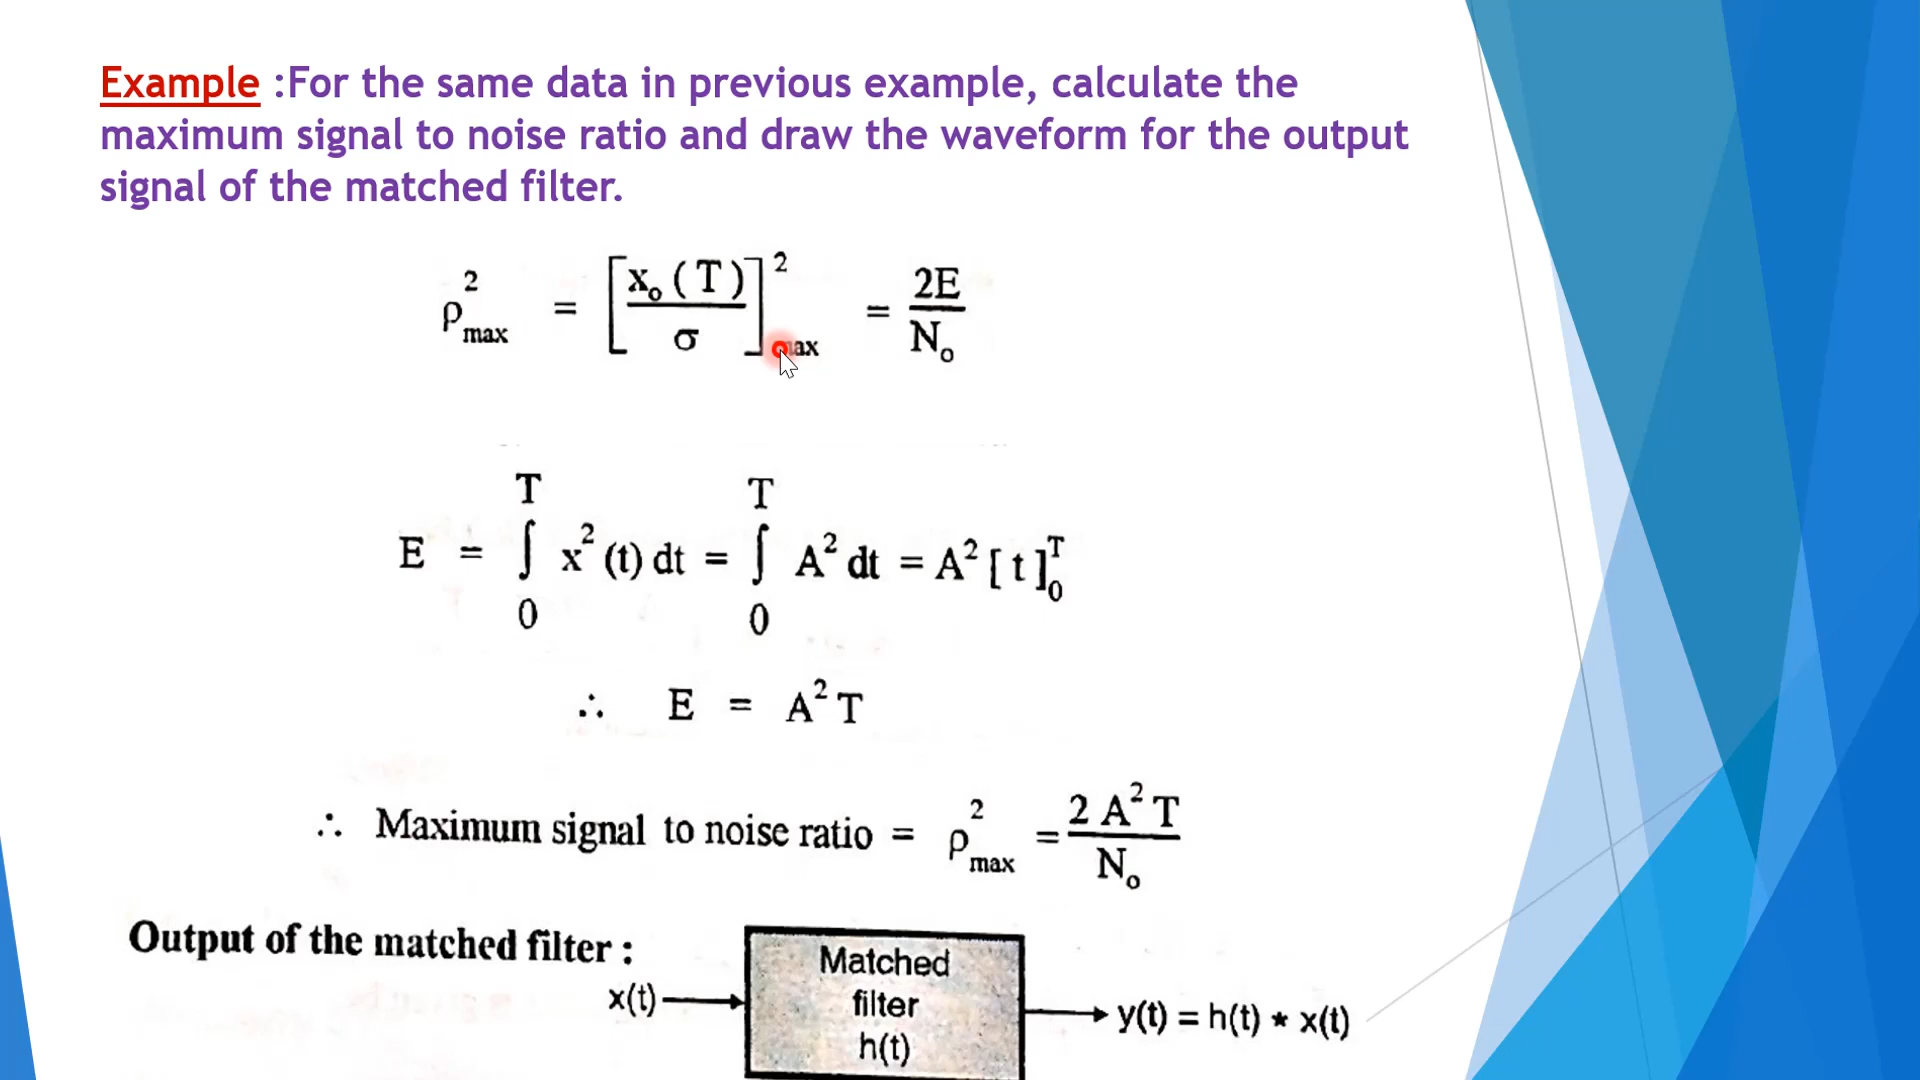 Example :For the same data in previous example, calculate the
maximum signal to noise ratio and draw the waveform for the output
signal of the matched filter.
ρ²max = [x₀(T)/σ]²max = 2E/N₀
E = ∫₀ᵀ x²(t) dt = ∫₀ᵀ A² dt = A² [t]₀ᵀ
∴ E = A²T
∴ Maximum signal to noise ratio = ρ²max = 2A²T/N₀
Output of the matched filter :
x(t)
Matched
filter
h(t)
y(t) = h(t) * x(t)